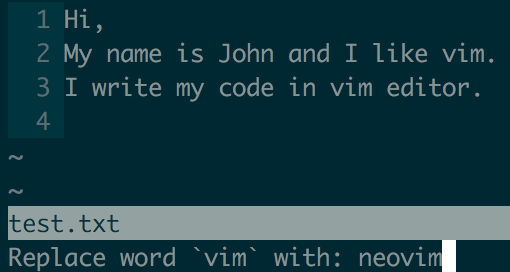 1 Hi,
2 My name is John and I like vim.
3 I write my code in vim editor.
4
~
~
test.txt
Replace word `vim` with: neovim